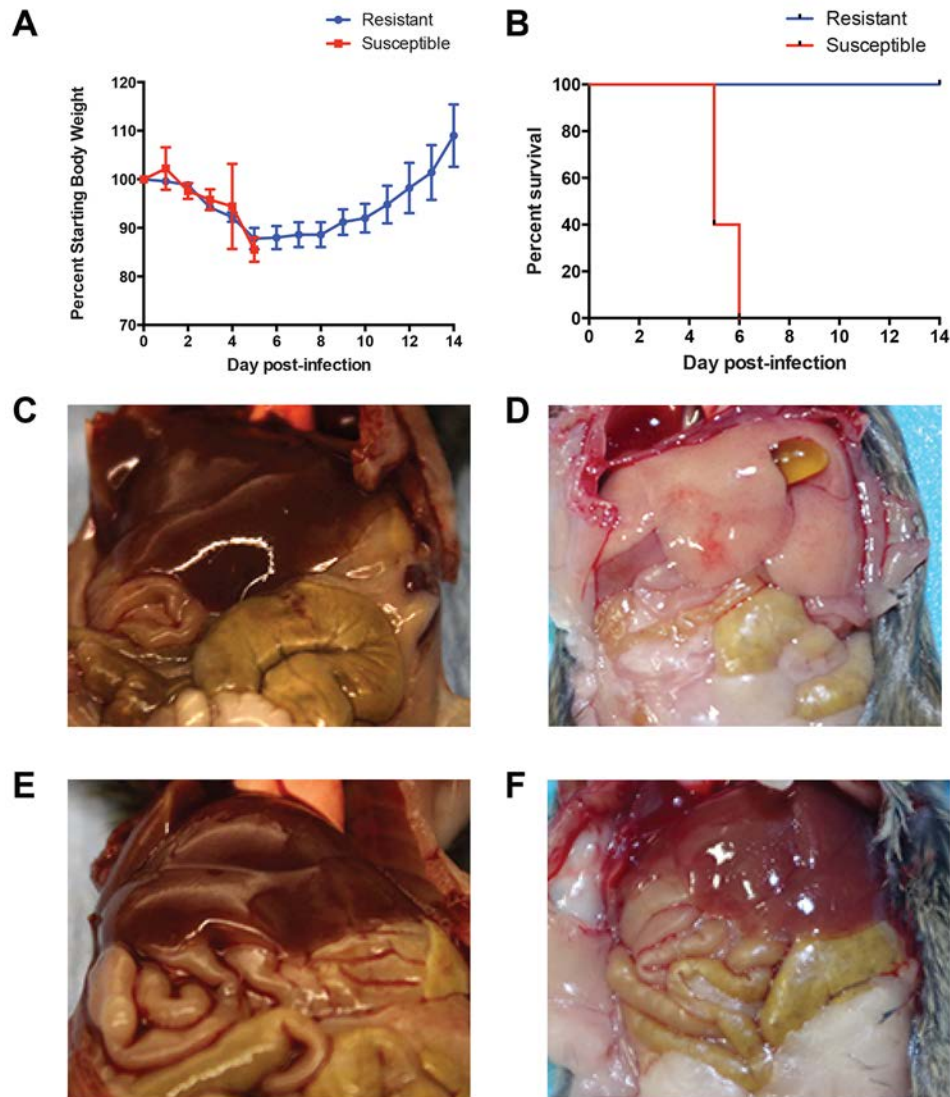 A
Resistant
Susceptible
Percent Starting Body Weight
120
110
100
90
80
70
0 2 4 6 8 10 12 14
Day post-infection
B
Resistant
Susceptible
Percent survival
100
80
60
40
20
0
0 2 4 6 8 10 12 14
Day post-infection
C
D
E
F